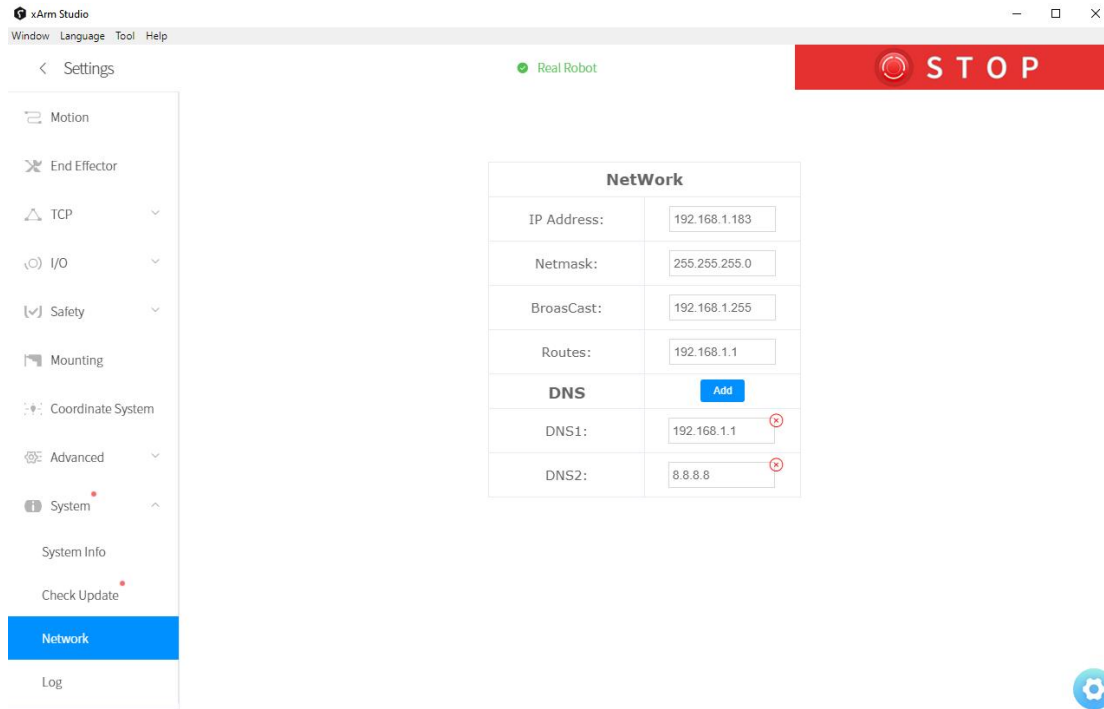 xArm Studio
Window Language Tool Help
Settings
Real Robot
STOP
Motion
End Effector
TCP
I/O
Safety
Mounting
Coordinate System
Advanced
System
System Info
Check Update
Network
Log
NetWork
IP Address: 192.168.1.183
Netmask: 255.255.255.0
BroasCast: 192.168.1.255
Routes: 192.168.1.1
DNS Add
DNS1: 192.168.1.1
DNS2: 8.8.8.8